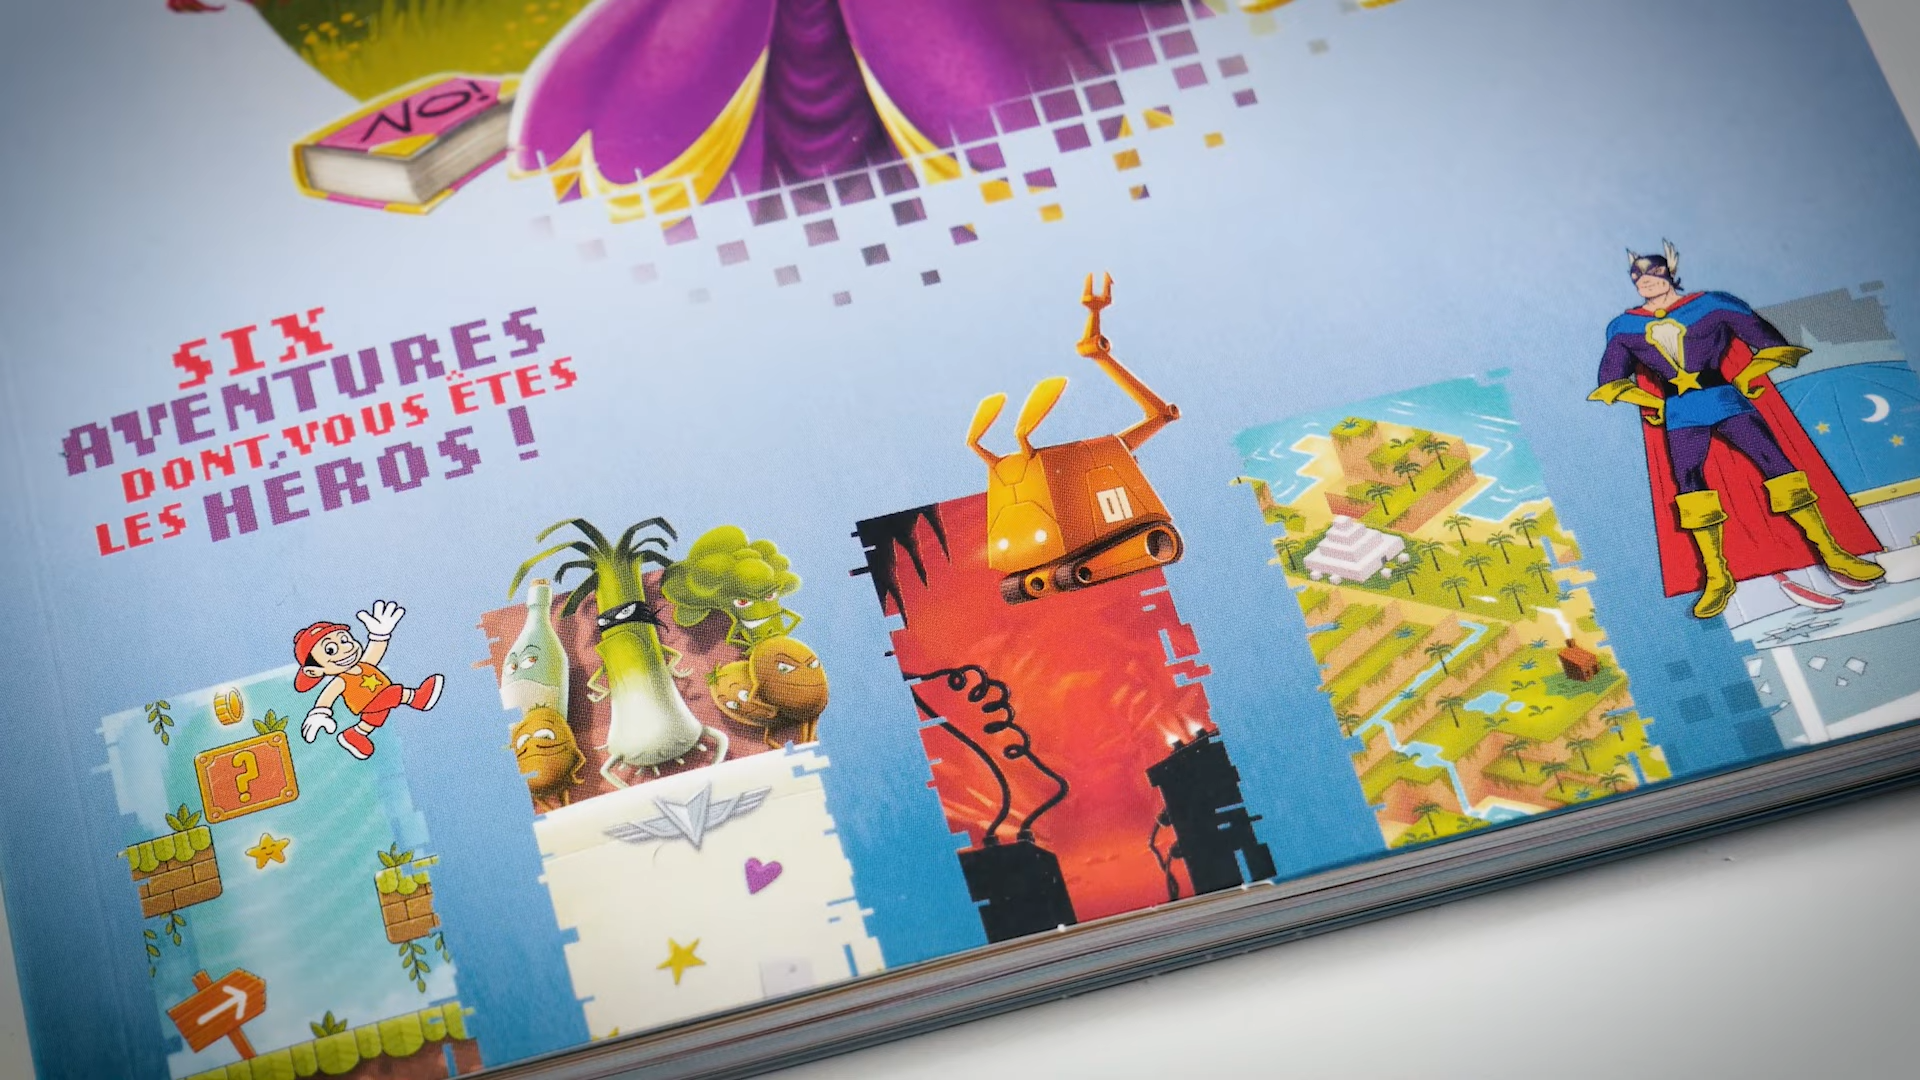 NO!
SIX
AVENTURES
DONT VOUS ÊTES
LES HÉROS !
01
?